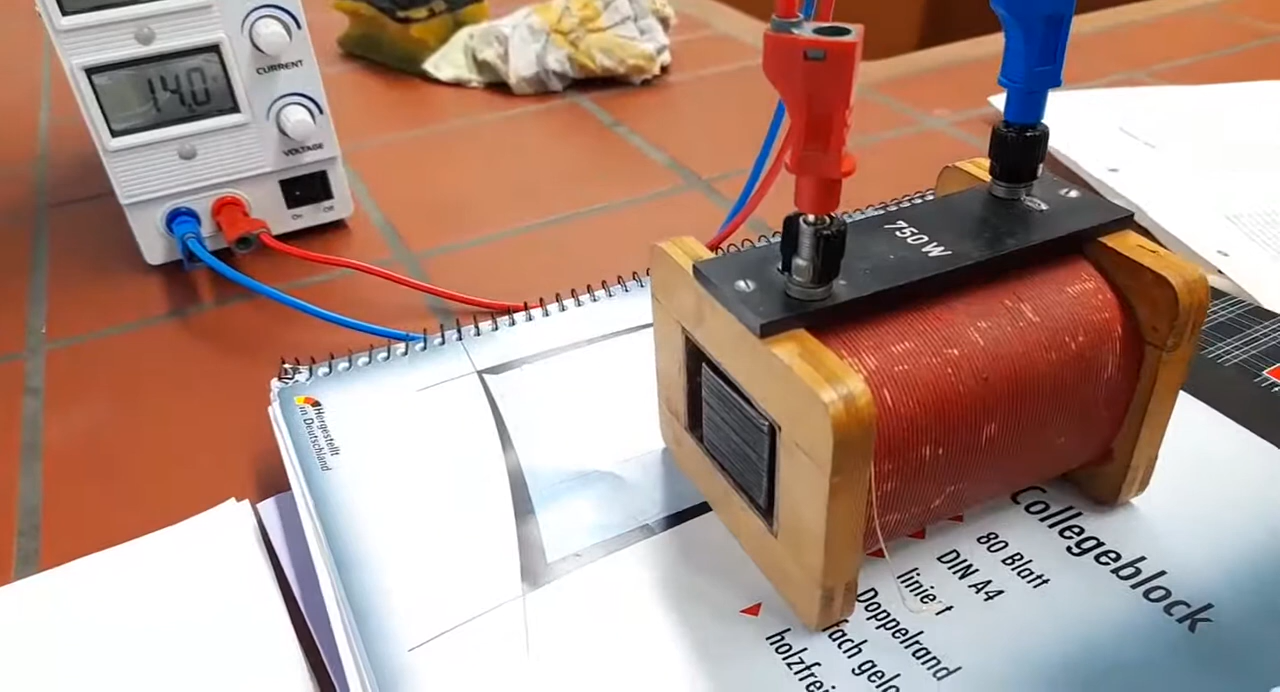 CURRENT
14.0
VOLTAGE
On Off
750 W
Hergestellt
in Deutschland
Collegeblock
80 Blatt
DIN A4
Doppelrand